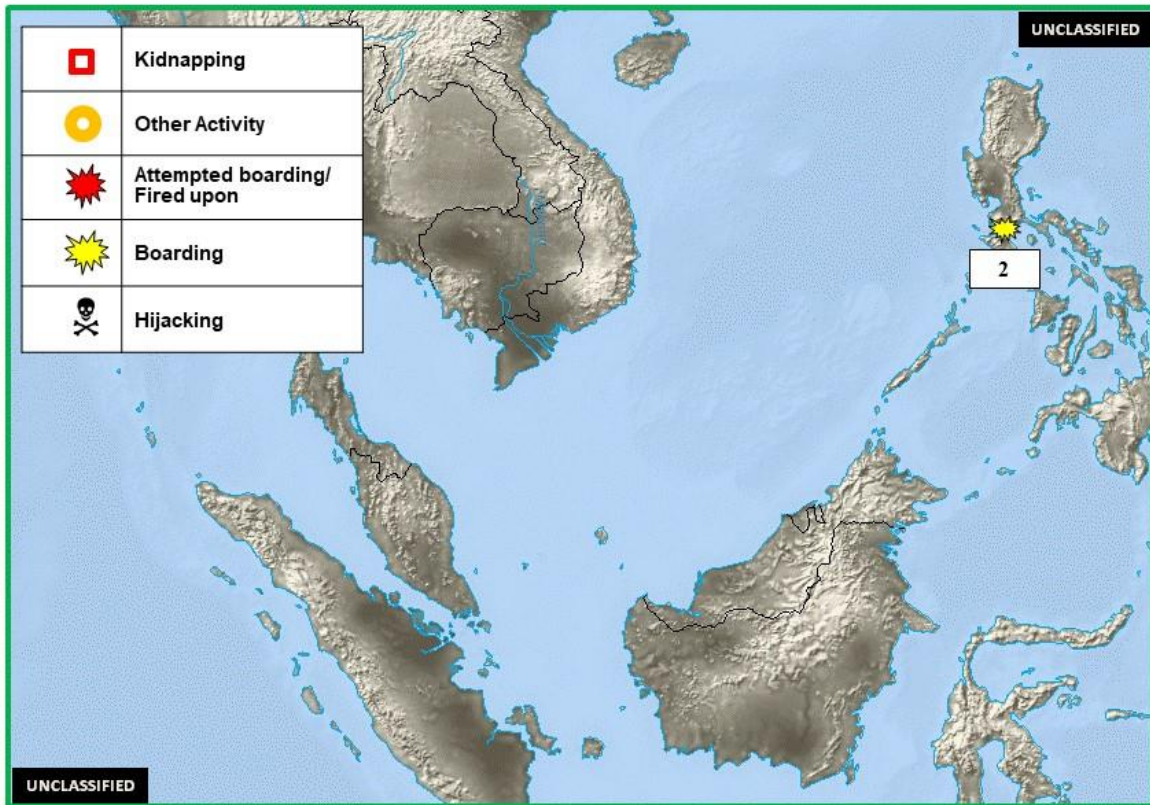 UNCLASSIFIED
Kidnapping
Other Activity
Attempted boarding/
Fired upon
Boarding
Hijacking
2
UNCLASSIFIED